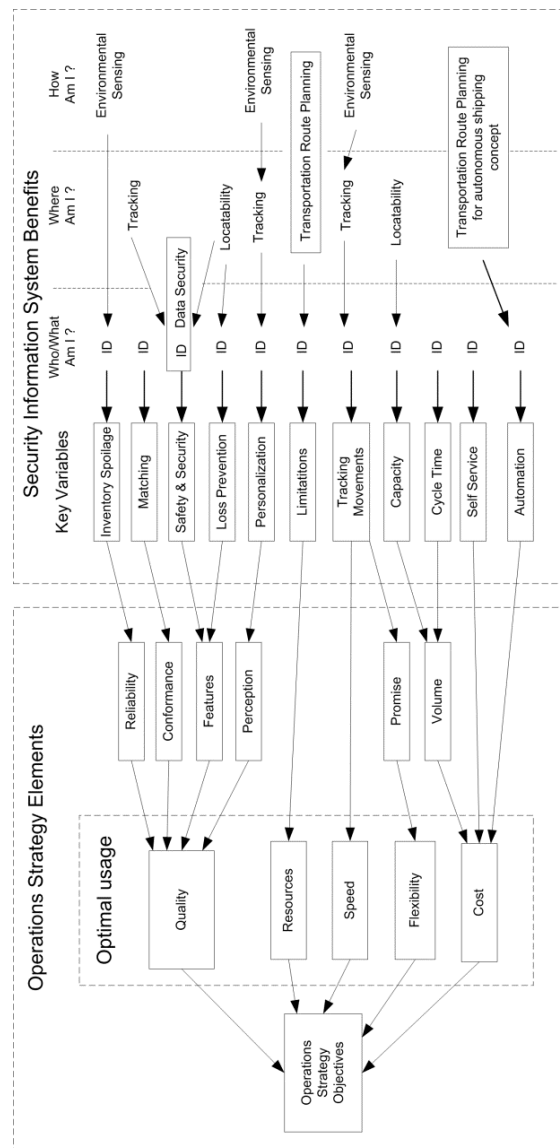 Operations Strategy Elements
Security Information System Benefits
Optimal usage
Key Variables
Who/What
Am I ?
Where
Am I ?
How
Am I ?
Operations
Strategy
Objectives
Quality
Resources
Speed
Flexibility
Cost
Reliability
Conformance
Features
Perception
Promise
Volume
Inventory Spoilage
Matching
Safety & Security
Loss Prevention
Personalization
Limitatitons
Tracking
Movements
Capacity
Cycle Time
Self Service
Automation
ID
ID
ID Data Security
ID
ID
ID
ID
ID
ID
ID
ID
Tracking
Locatability
Tracking
Transportation Route Planning
Tracking
Locatability
Transportation Route Planning
for autonomous shipping
concept
Environmental
Sensing
Environmental
Sensing
Environmental
Sensing